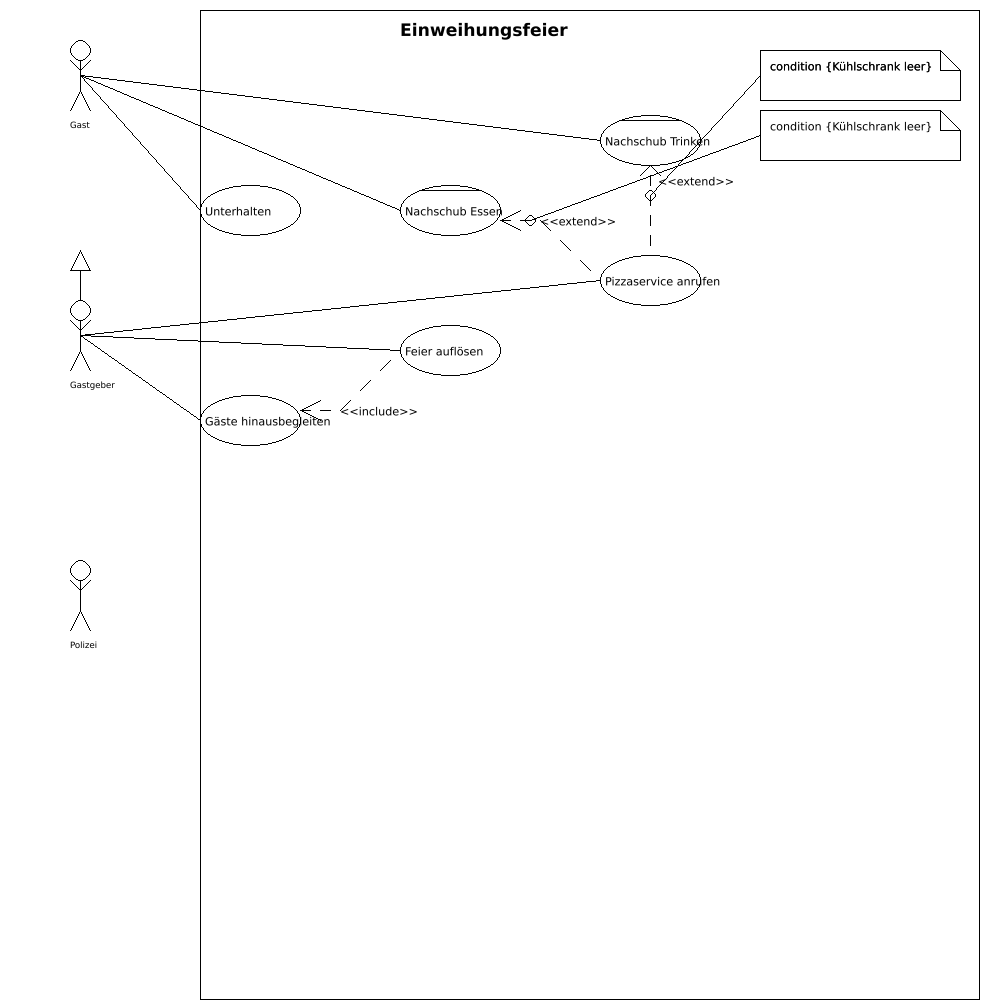 Einweihungsfeier
condition {Kühlschrank leer}
Gast
condition {Kühlschrank leer}
Nachschub Trinken
<<extend>>
Unterhalten
Nachschub Essen
<<extend>>
Pizzaservice anrufen
Feier auflösen
Gastgeber
<<include>>
Gäste hinausbegleiten
Polizei